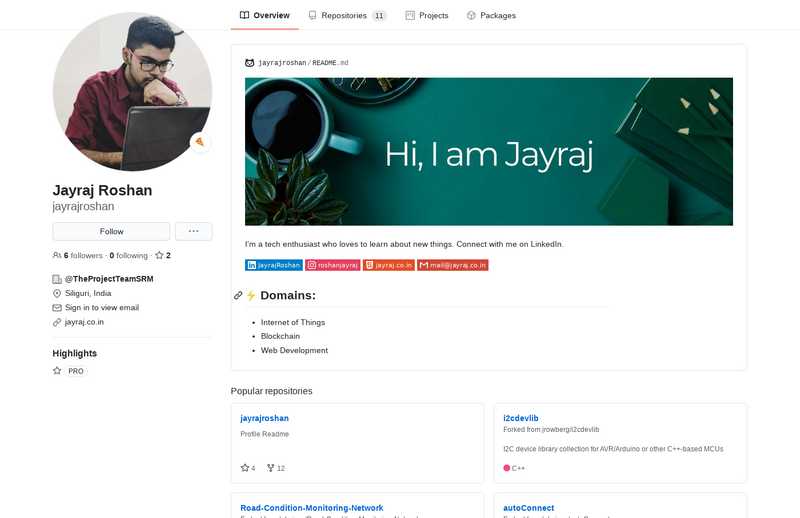 Overview
Repositories 11
Projects
Packages
Jayraj Roshan
jayrajroshan
Follow
6 followers · 0 following · 2
@TheProjectTeamSRM
Siliguri, India
Sign in to view email
jayraj.co.in
Highlights
PRO
jayrajroshan / README.md
Hi, I am Jayraj
I'm a tech enthusiast who loves to learn about new things. Connect with me on LinkedIn.
JayrajRoshan roshanjayraj jayraj.co.in mail@jayraj.co.in
Domains:
Internet of Things
Blockchain
Web Development
Popular repositories
jayrajroshan
Profile Readme
4 12
i2cdevlib
Forked from jrowberg/i2cdevlib
I2C device library collection for AVR/Arduino or other C++-based MCUs
C++
Road-Condition-Monitoring-Network
autoConnect